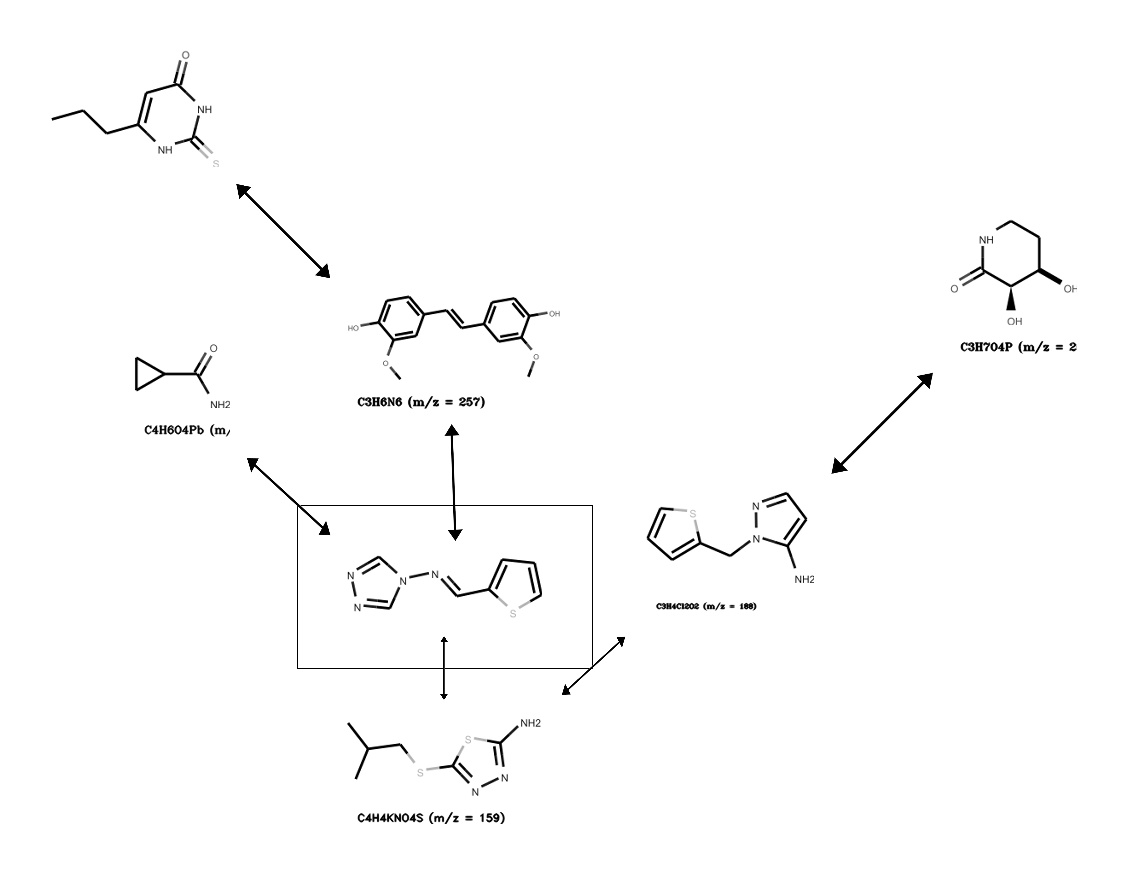 O
NH
NH
S
NH
O
OH
OH
C3H7O4P (m/z = 2
HO
OH
O
O
C3H6N6 (m/z = 257)
O
NH2
C4H6O4Pb (m/
S
N
N
NH2
C3H4Cl2O2 (m/z = 188)
N
N
N
N
S
NH2
S
S
N
N
C4H4KNO4S (m/z = 159)